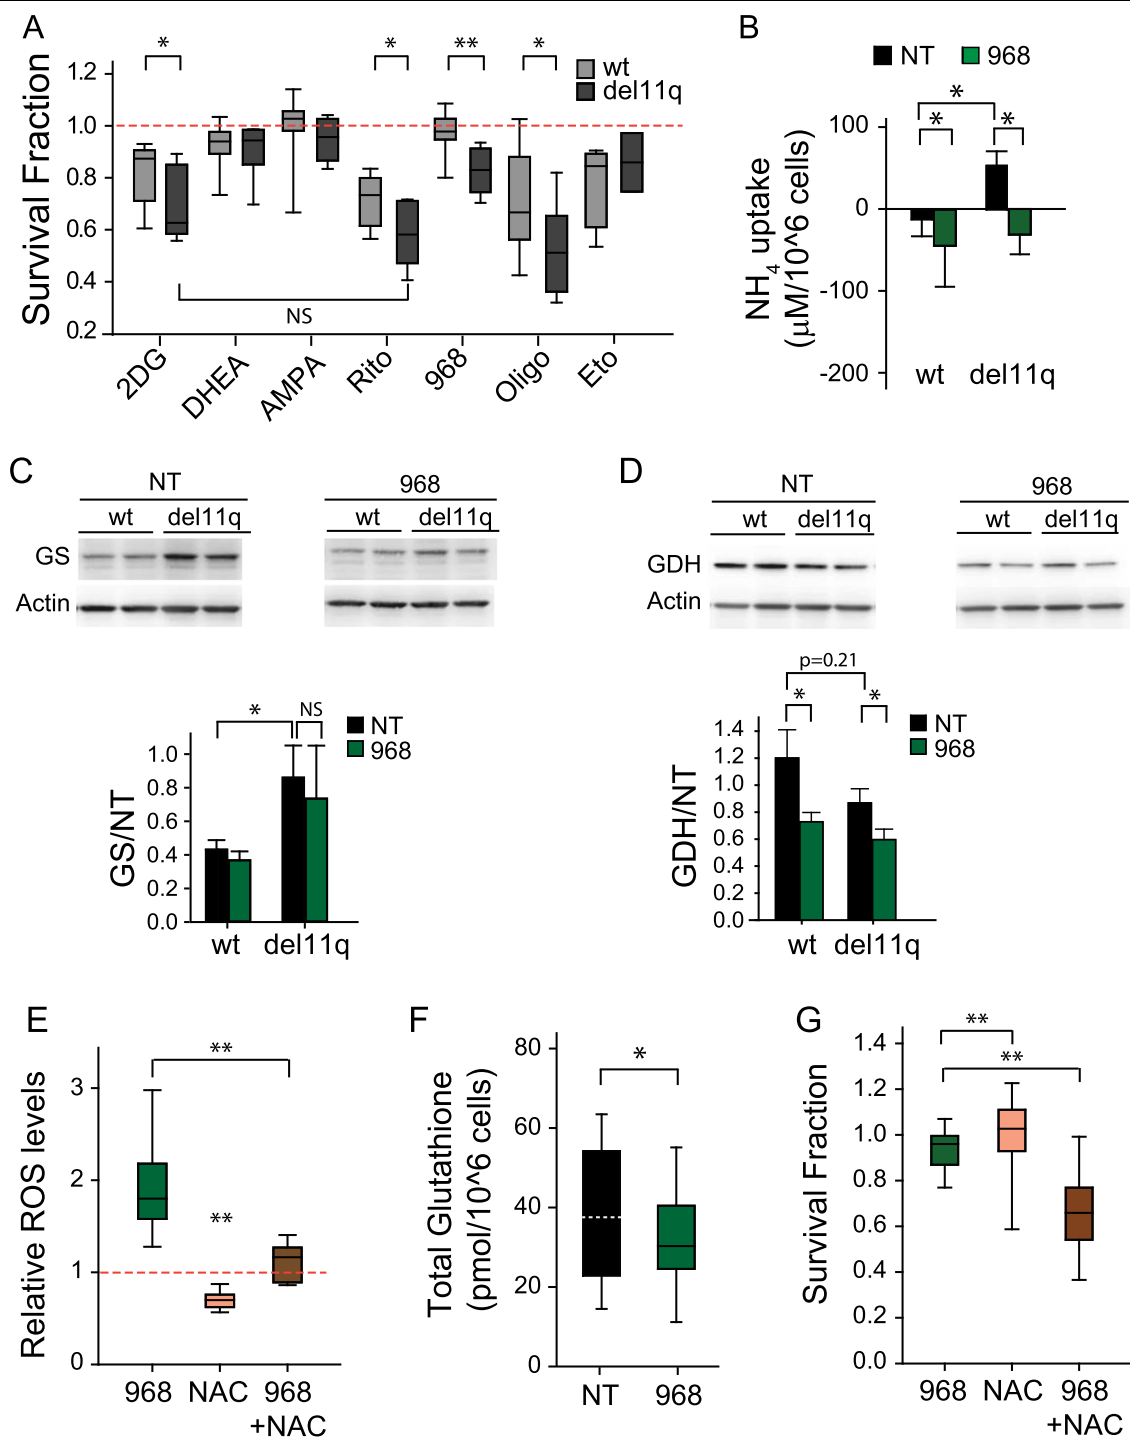 A
Survival Fraction
1.2
1.0
0.8
0.6
0.4
0.2
*
*
**
*
wt
del11q
NS
2DG
DHEA
AMPA
Rito
968
Oligo
Eto
B
NT
968
*
*
*
NH4 uptake
(µM/10^6 cells)
100
0
-100
-200
wt
del11q
C
NT
968
wt
del11q
wt
del11q
GS
Actin
*
NS
NT
968
GS/NT
1.0
0.8
0.6
0.4
0.2
0.0
wt
del11q
D
NT
968
wt
del11q
wt
del11q
GDH
Actin
p=0.21
*
*
NT
968
GDH/NT
1.4
1.2
1.0
0.8
0.6
0.4
0.2
0.0
wt
del11q
E
Relative ROS levels
3
2
1
0
**
**
968
NAC
968
+NAC
F
Total Glutathione
(pmol/10^6 cells)
80
60
40
20
0
*
NT
968
G
Survival Fraction
1.4
1.2
1.0
0.8
0.6
0.4
0.2
0.0
**
**
968
NAC
968
+NAC